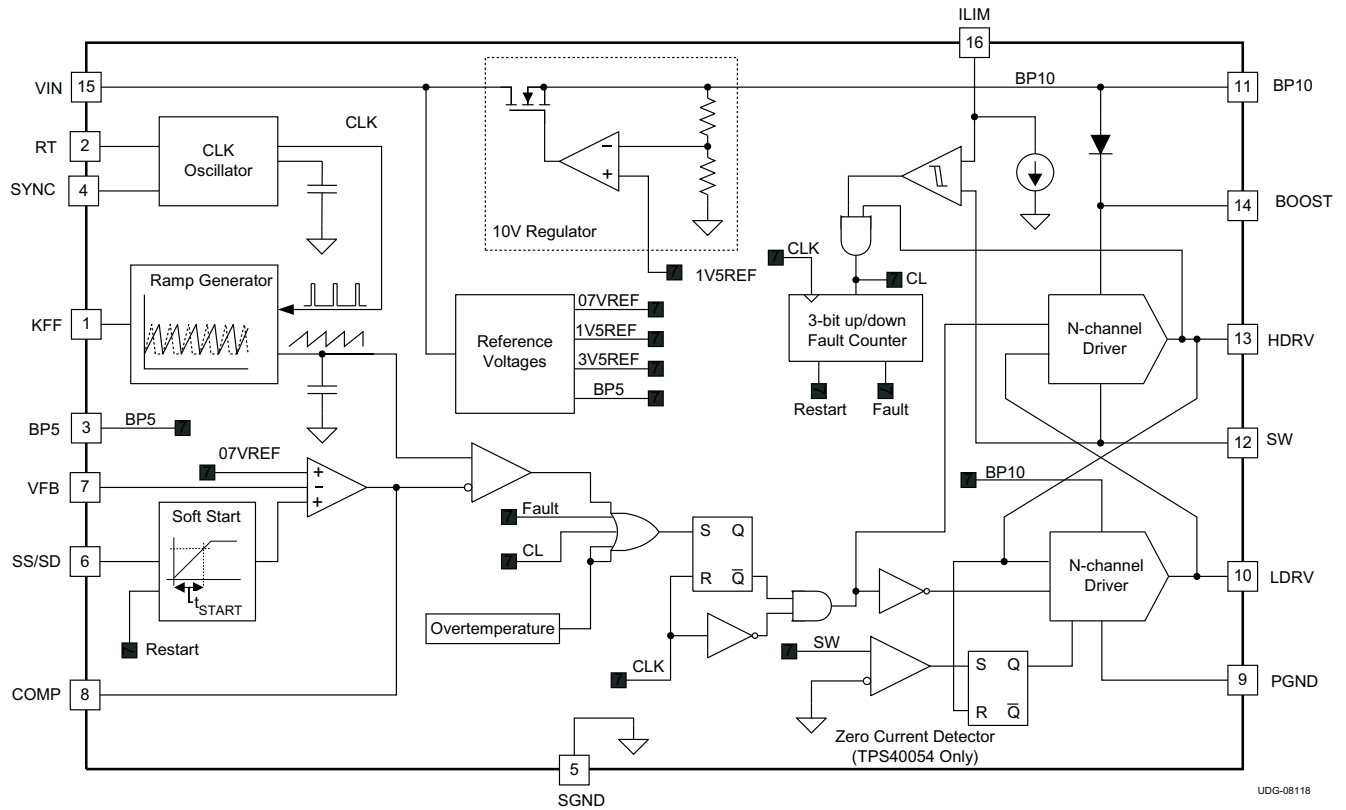 ILIM
16
VIN
15
BP10
11
BP10
RT
2
CLK
Oscillator
CLK
SYNC
4
10V Regulator
1V5REF
CLK
CL
14
BOOST
Ramp Generator
KFF
1
Reference
Voltages
07VREF
1V5REF
3V5REF
BP5
3-bit up/down
Fault Counter
Restart
Fault
N-channel
Driver
13
HDRV
BP5
3
BP5
12
SW
07VREF
VFB
7
BP10
Soft Start
tSTART
SS/SD
6
Fault
CL
S
Q
R
Q̅
N-channel
Driver
10
LDRV
Overtemperature
Restart
CLK
SW
S
Q
R
Q̅
9
PGND
COMP
8
Zero Current Detector
(TPS40054 Only)
5
SGND
UDG-08118